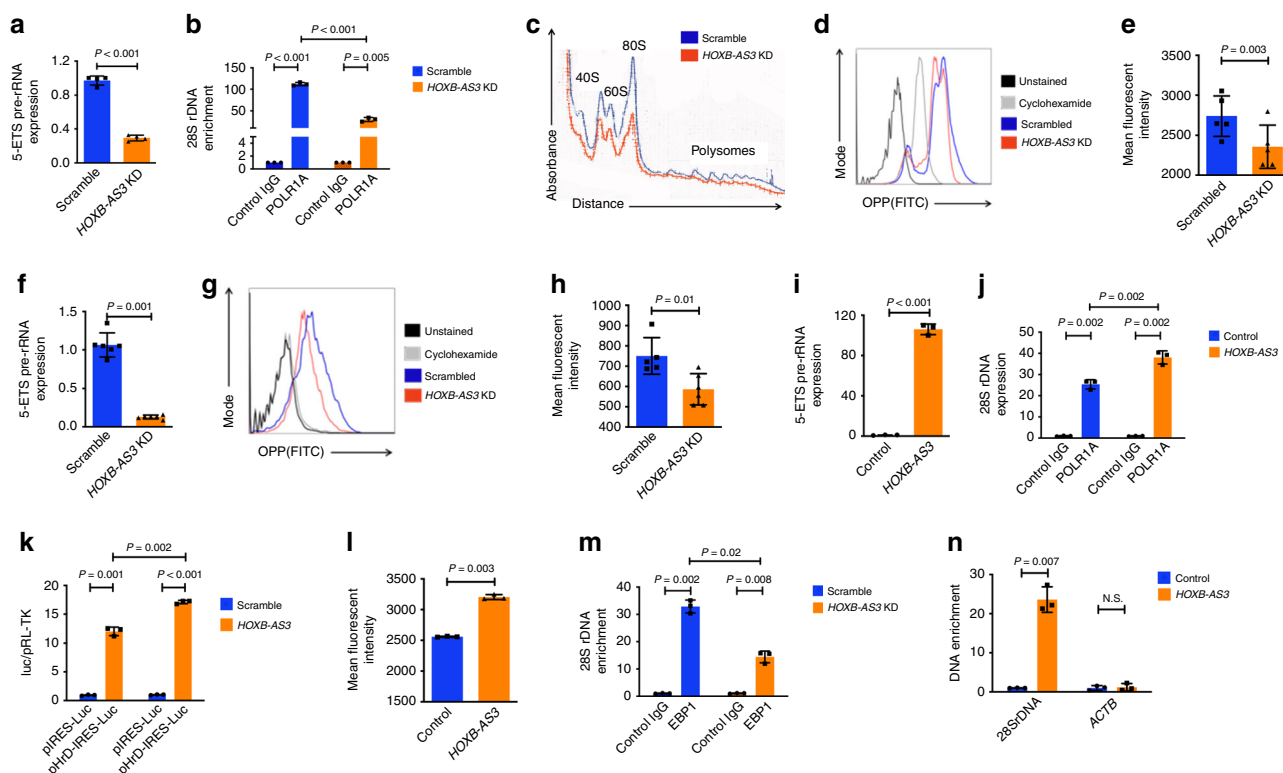 a
P < 0.001
5-ETS pre-rRNA
expression
1.2
0.8
0.4
0.0
Scramble
HOXB-AS3 KD
b
P < 0.001
P < 0.001
P = 0.005
28S rDNA
enrichment
150
125
100
75
50
4
2
0
Control IgG
POLR1A
Control IgG
POLR1A
Scramble
HOXB-AS3 KD
c
Absorbance
Distance
40S
60S
80S
Polysomes
Scramble
HOXB-AS3 KD
d
Mode
OPP(FITC)
Unstained
Cyclohexamide
Scrambled
HOXB-AS3 KD
e
P = 0.003
Mean fluorescent
intensity
3500
3000
2500
2000
Scrambled
HOXB-AS3 KD
f
P = 0.001
5-ETS pre-rRNA
expression
1.5
1.0
0.5
0.0
Scramble
HOXB-AS3 KD
g
Mode
OPP(FITC)
Unstained
Cyclohexamide
Scrambled
HOXB-AS3 KD
h
P = 0.01
Mean fluorescent
intensity
1000
900
800
700
600
500
400
Scramble
HOXB-AS3 KD
i
P < 0.001
5-ETS pre-rRNA
expression
120
80
40
0
Control
HOXB-AS3
j
P = 0.002
P = 0.002
P = 0.002
28S rDNA
expression
50
40
30
20
10
0
Control IgG
POLR1A
Control IgG
POLR1A
Control
HOXB-AS3
k
P = 0.002
P = 0.001
P < 0.001
luc/pRL-TK
20
15
10
5
0
pIRES-Luc
pHrD-IRES-Luc
pIRES-Luc
pHrD-IRES-Luc
Scramble
HOXB-AS3
l
P = 0.003
Mean fluorescent
intensity
3500
3000
2500
2000
1500
Control
HOXB-AS3
m
P = 0.02
P = 0.002
P = 0.008
28S rDNA
enrichment
40
30
20
10
0
Control IgG
EBP1
Control IgG
EBP1
Scramble
HOXB-AS3 KD
n
P = 0.007
N.S.
DNA enrichment
30
20
10
0
28SrDNA
ACTB
Control
HOXB-AS3